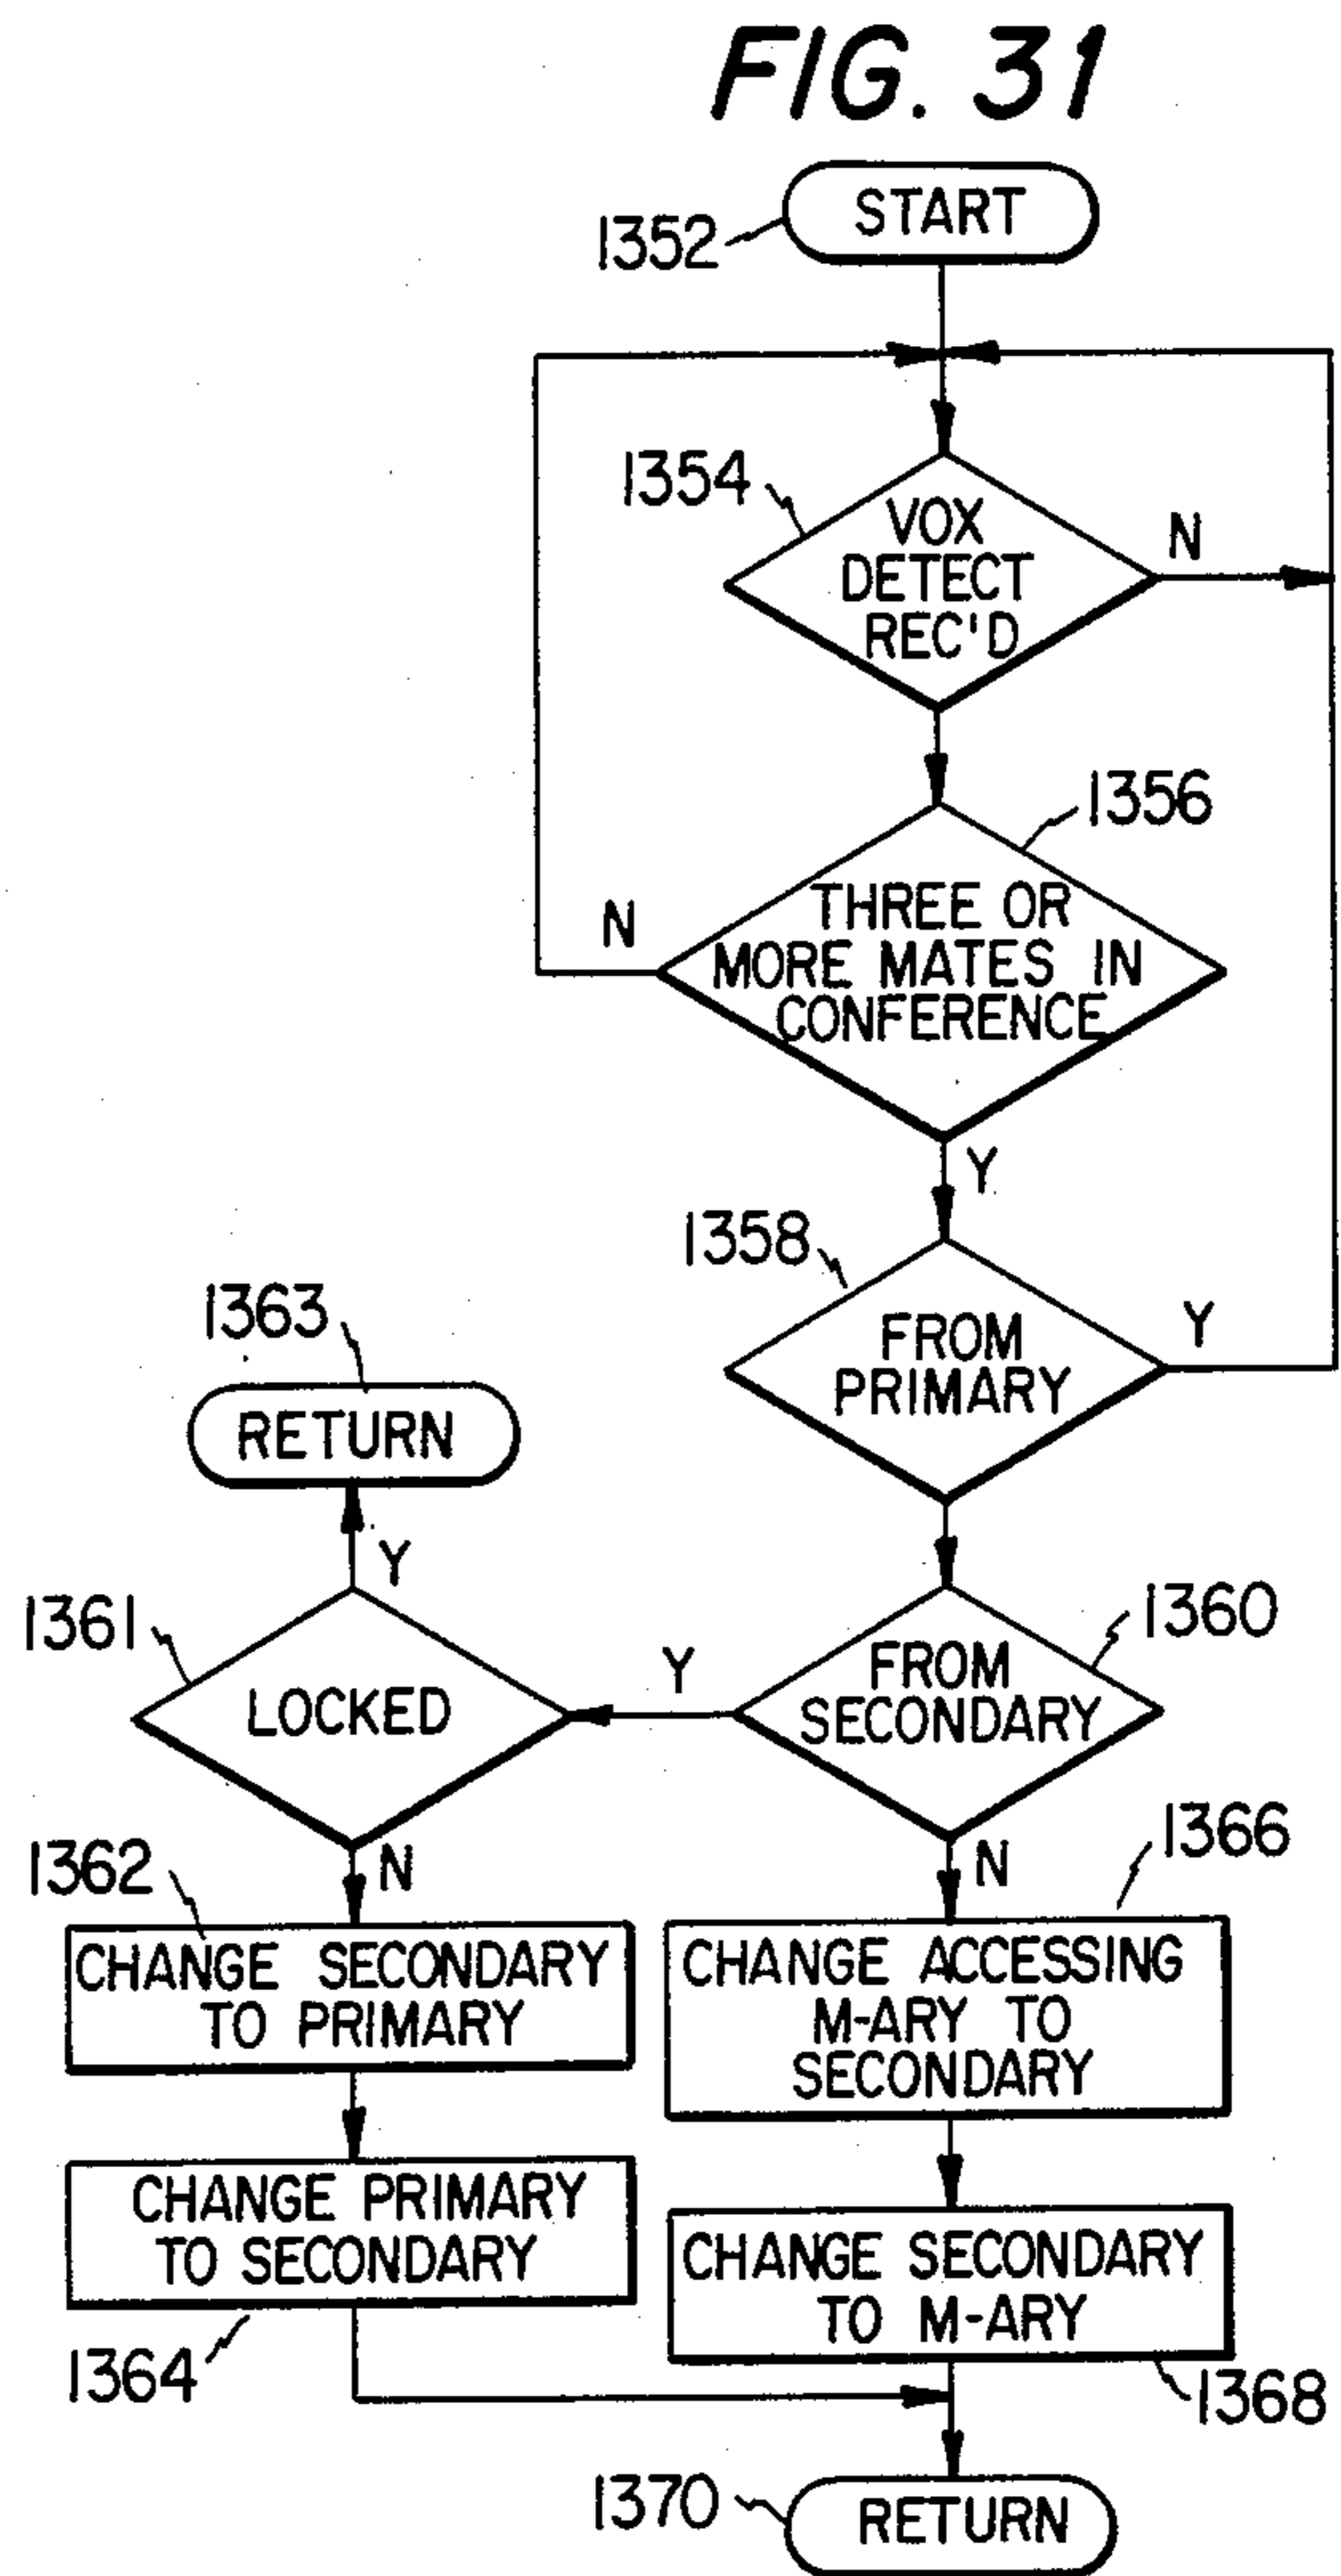 FIG. 31
START
1352
1354
VOX
DETECT
REC'D
N
1356
THREE OR
MORE MATES IN
CONFERENCE
N
Y
1358
FROM
PRIMARY
Y
1363
RETURN
Y
1361
LOCKED
Y
1360
FROM
SECONDARY
N
N
1362
CHANGE SECONDARY
TO PRIMARY
1366
CHANGE ACCESSING
M-ARY TO
SECONDARY
CHANGE PRIMARY
TO SECONDARY
1364
CHANGE SECONDARY
TO M-ARY
1368
1370
RETURN